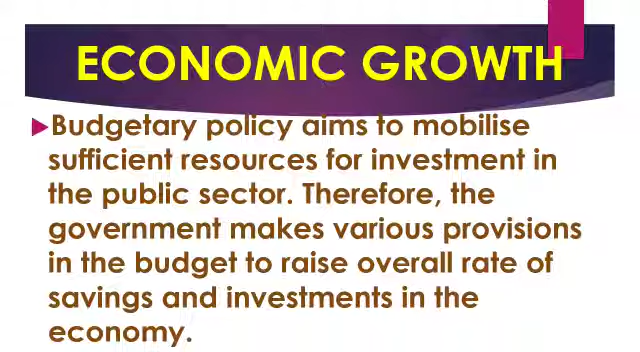 ECONOMIC GROWTH
Budgetary policy aims to mobilise
sufficient resources for investment in
the public sector. Therefore, the
government makes various provisions
in the budget to raise overall rate of
savings and investments in the
economy.